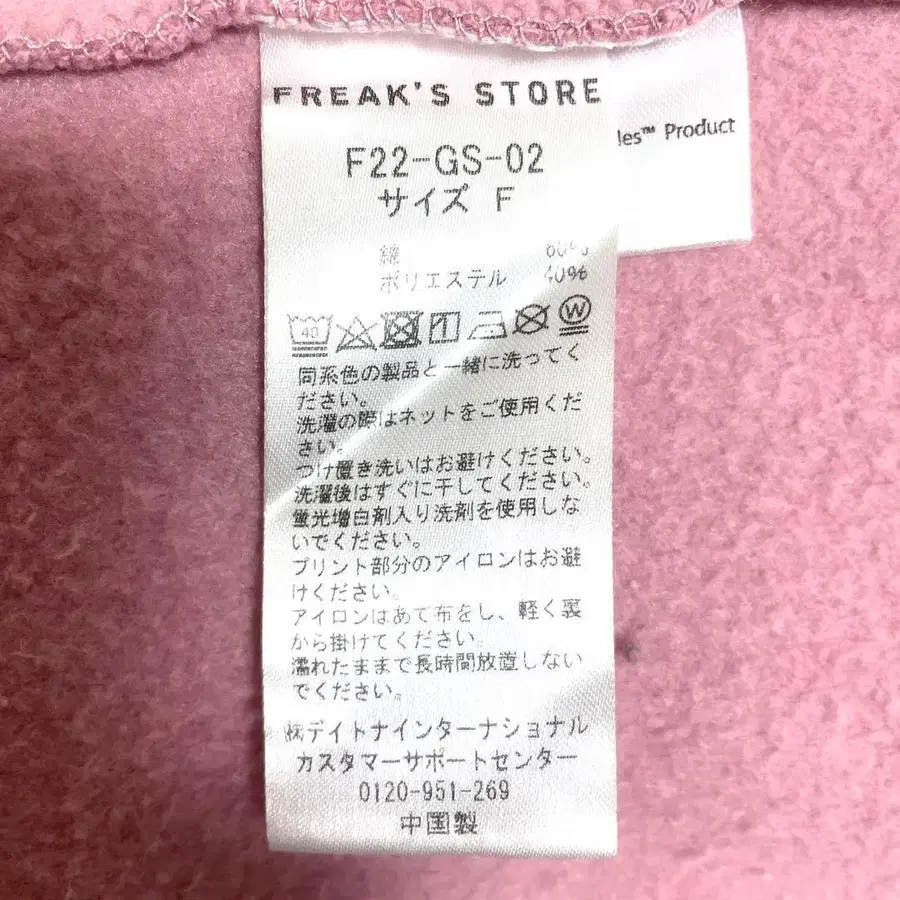 FREAK'S STORE
les™ Product
F22-GS-02
サイズ F
綿 60%
ポリエステル 40%
40
W
同系色の製品と一緒に洗ってく
ださい。
洗濯の際はネットをご使用くだ
さい。
つけ置き洗いはお避けください。
洗濯後はすぐに干してください。
蛍光増白剤入り洗剤を使用しな
いでください。
プリント部分のアイロンはお避
けください。
アイロンはあて布をし、軽く裏
から掛けてください。
濡れたままで長時間放置しない
でください。
㈱デイトナインターナショナル
カスタマーサポートセンター
0120-951-269
中国製